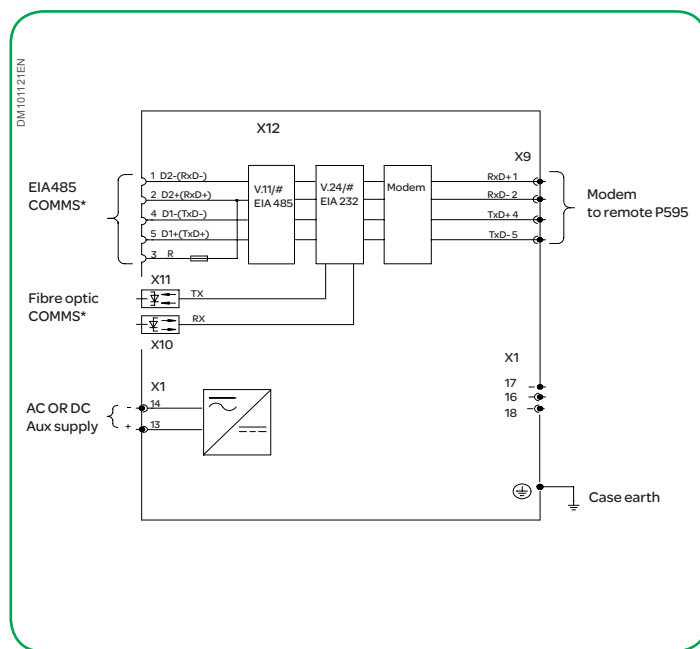 DM101121EN
X12
X9
EIA485
COMMS*
1 D2-(RxD-)
2 D2+(RxD+)
4 D1-(TxD-)
5 D1+(TxD+)
3 R
V.11/#
EIA 485
V.24/#
EIA 232
Modem
RxD+ 1
RxD- 2
TxD+ 4
TxD- 5
Modem
to remote P595
X11
Fibre optic
COMMS*
TX
RX
X10
X1
17
16
18
X1
AC OR DC
Aux supply
- 14
+ 13
Case earth